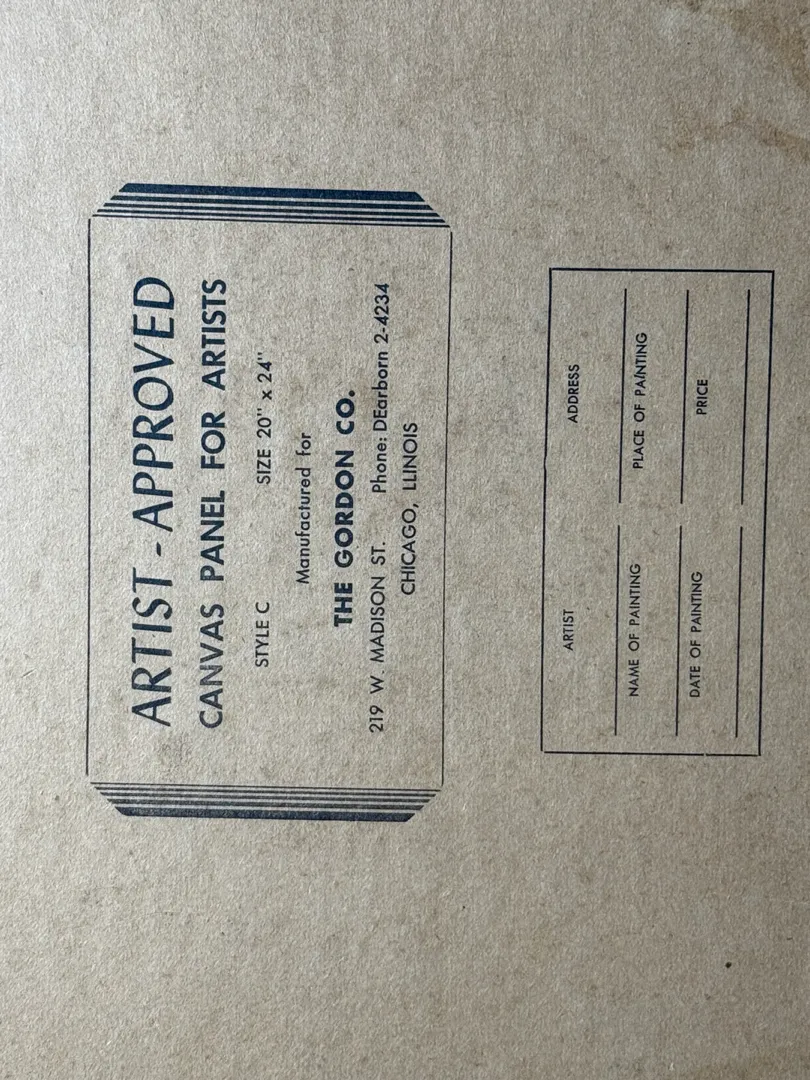 ARTIST-APPROVED
CANVAS PANEL FOR ARTISTS
STYLE C SIZE 20" x 24"
Manufactured for
THE GORDON CO.
219 W. MADISON ST. Phone: DEarborn 2-4234
CHICAGO, LLINOIS
ARTIST ADDRESS
NAME OF PAINTING PLACE OF PAINTING
DATE OF PAINTING PRICE